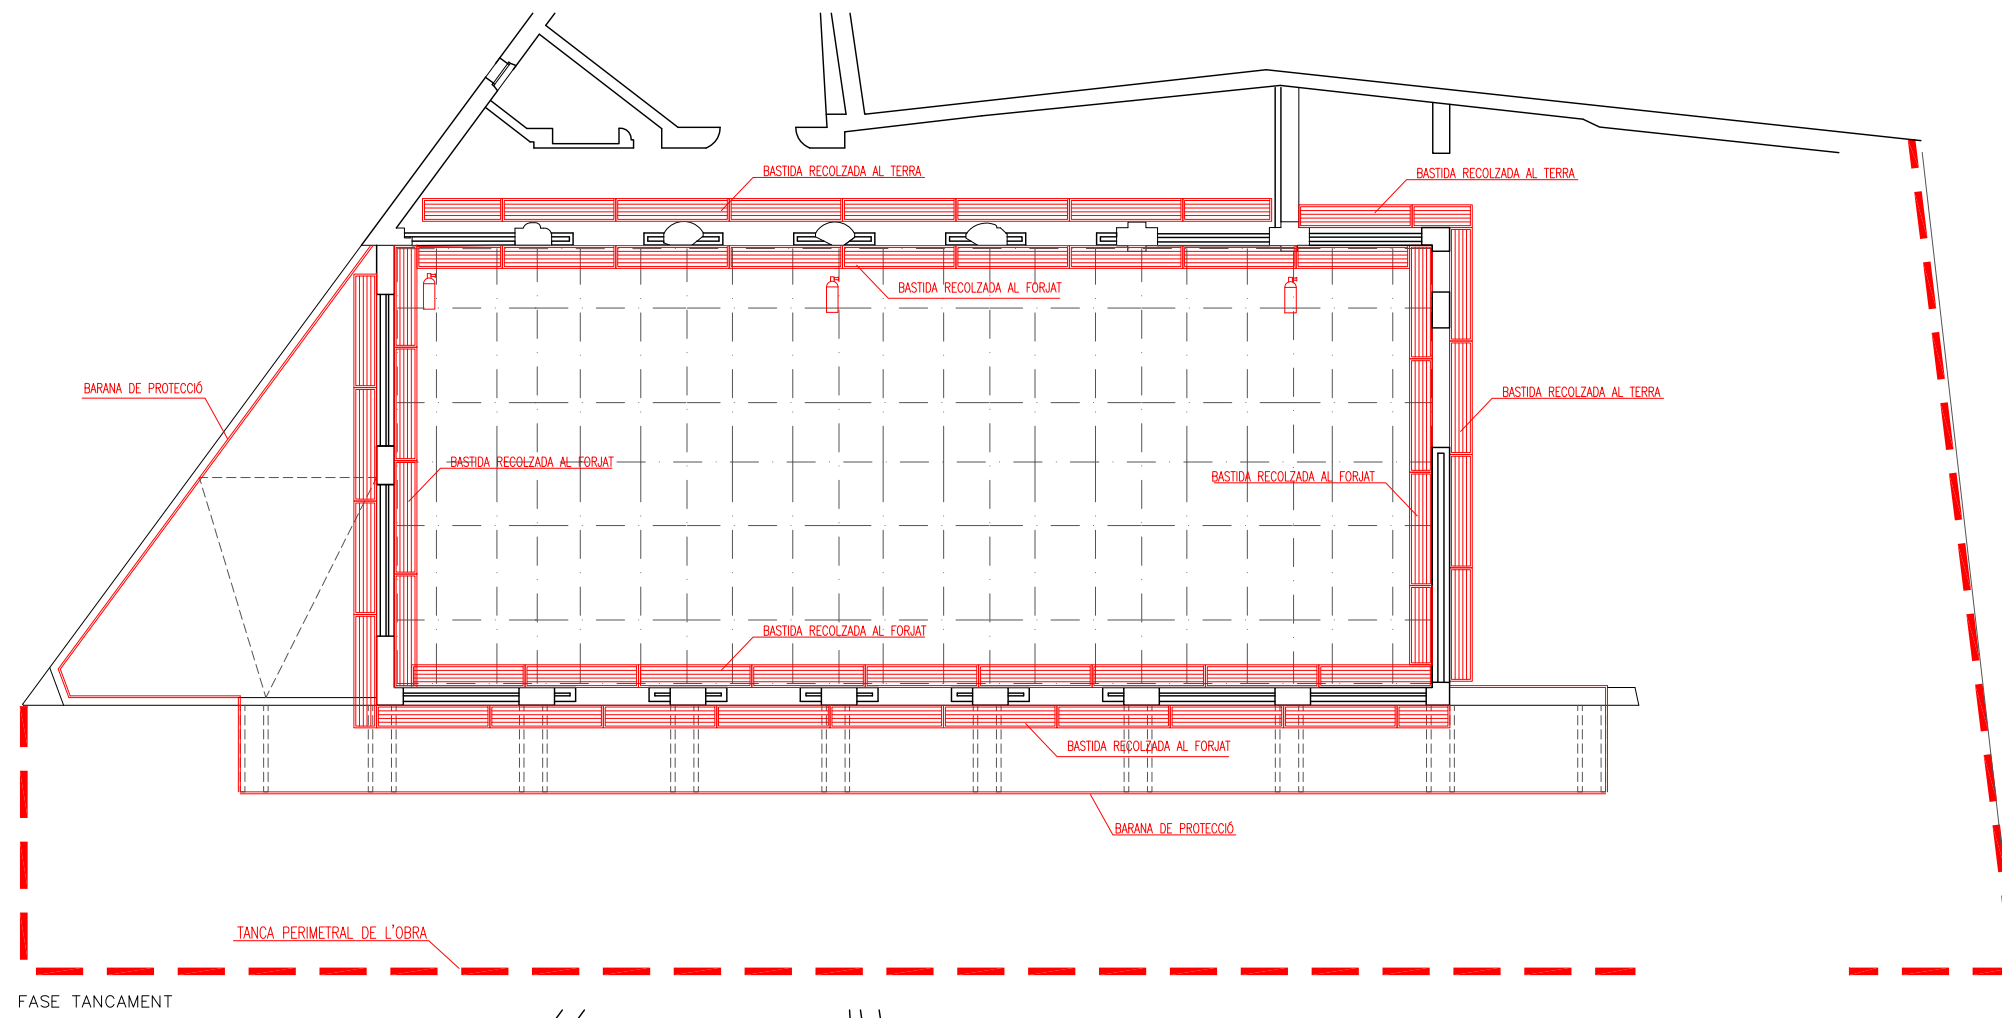 BASTIDA RECOLZADA AL TERRA
BASTIDA RECOLZADA AL TERRA
BASTIDA RECOLZADA AL FORJAT
BARANA DE PROTECCIÓ
BASTIDA RECOLZADA AL TERRA
BASTIDA RECOLZADA AL FORJAT
BASTIDA RECOLZADA AL FORJAT
BASTIDA RECOLZADA AL FORJAT
BASTIDA RECOLZADA AL FORJAT
BARANA DE PROTECCIÓ
TANCA PERIMETRAL DE L'OBRA
FASE TANCAMENT